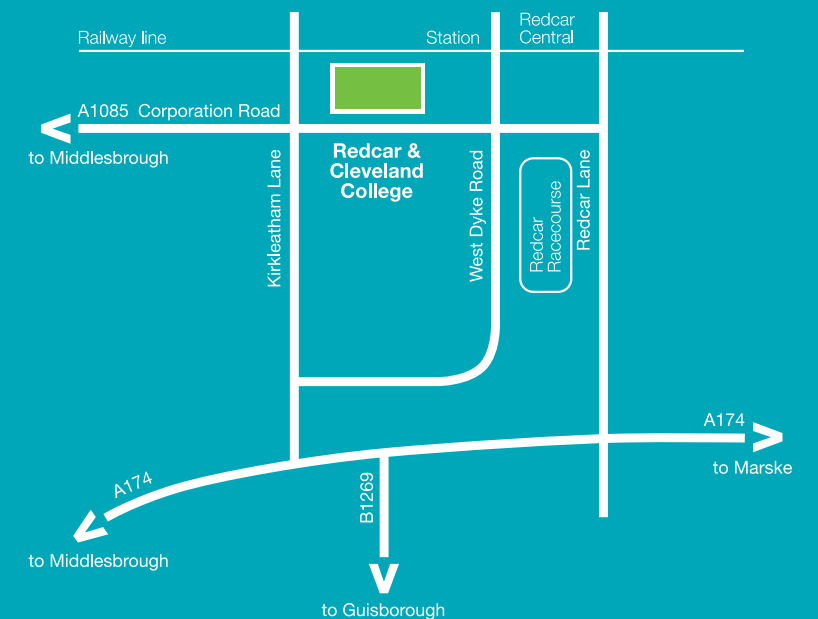 Redcar
Central
Railway line
Station
A1085 Corporation Road
to Middlesbrough
Redcar &
Cleveland
College
Kirkleatham Lane
West Dyke Road
Redcar
Racecourse
Redcar Lane
A174
to Marske
A174
B1269
to Middlesbrough
to Guisborough